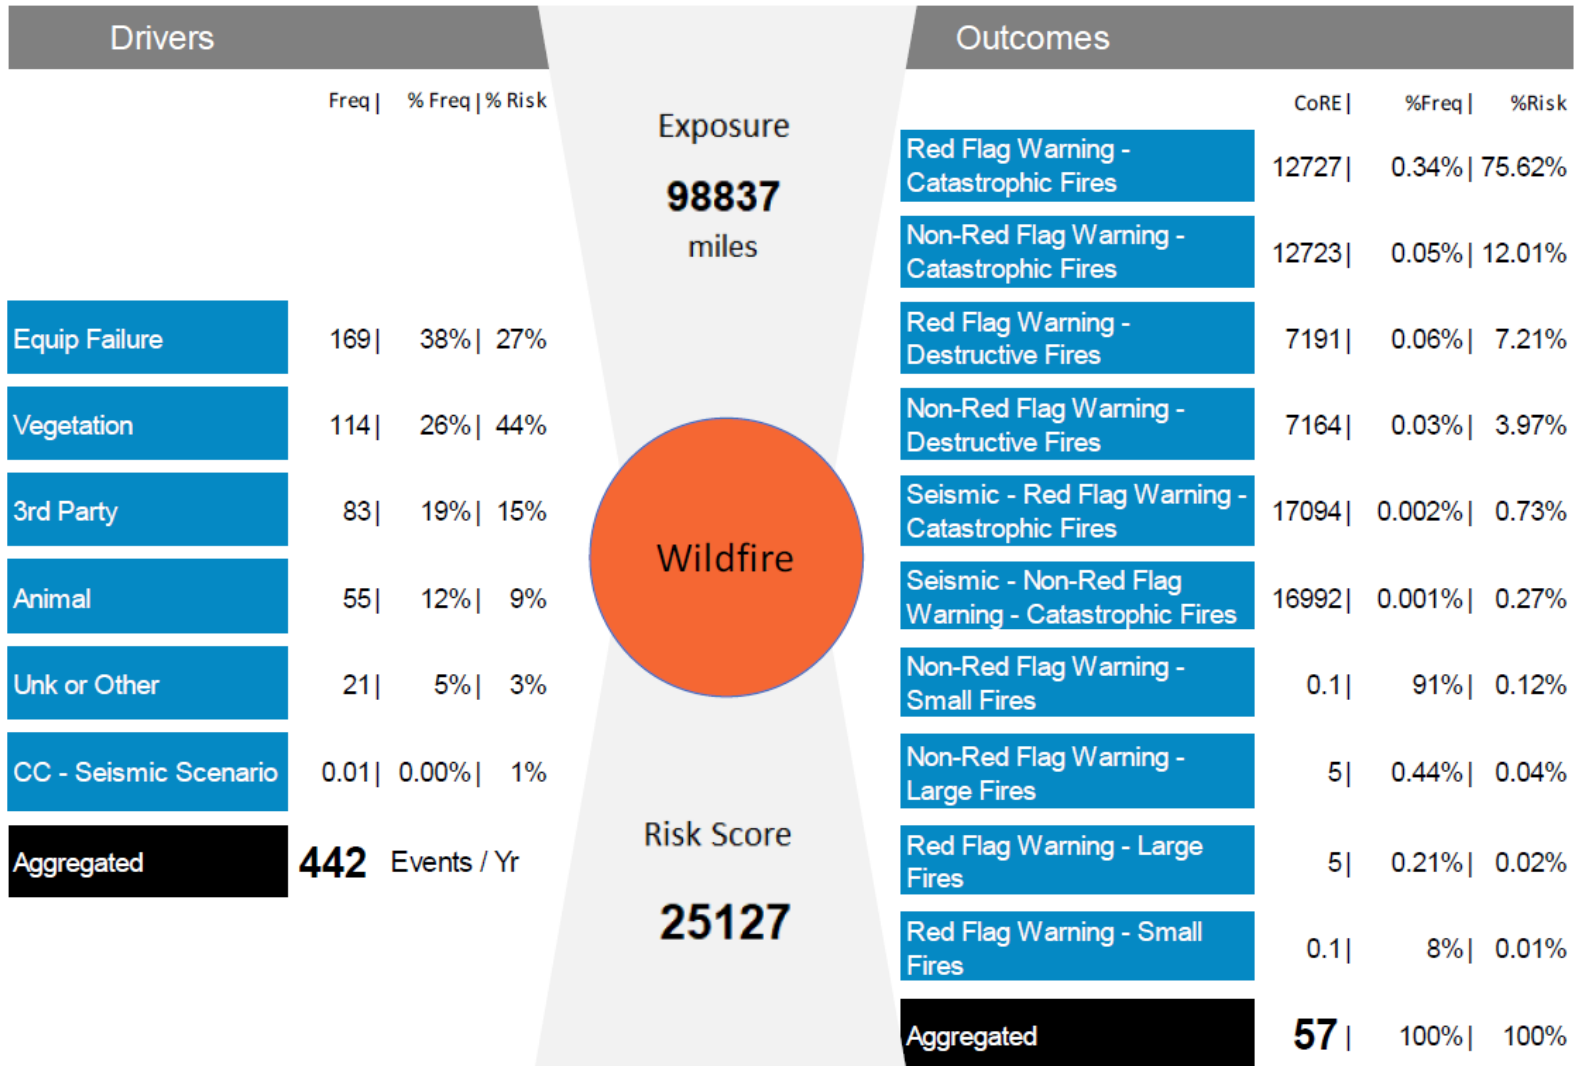 Drivers
Freq | % Freq | % Risk
Equip Failure 169| 38%| 27%
Vegetation 114| 26%| 44%
3rd Party 83| 19%| 15%
Animal 55| 12%| 9%
Unk or Other 21| 5%| 3%
CC - Seismic Scenario 0.01| 0.00%| 1%
Aggregated 442 Events / Yr
Exposure
98837
miles
Wildfire
Risk Score
25127
Outcomes
CoRE| %Freq| %Risk
Red Flag Warning -
Catastrophic Fires 12727| 0.34%| 75.62%
Non-Red Flag Warning -
Catastrophic Fires 12723| 0.05%| 12.01%
Red Flag Warning -
Destructive Fires 7191| 0.06%| 7.21%
Non-Red Flag Warning -
Destructive Fires 7164| 0.03%| 3.97%
Seismic - Red Flag Warning -
Catastrophic Fires 17094| 0.002%| 0.73%
Seismic - Non-Red Flag
Warning - Catastrophic Fires 16992| 0.001%| 0.27%
Non-Red Flag Warning -
Small Fires 0.1| 91%| 0.12%
Non-Red Flag Warning -
Large Fires 5| 0.44%| 0.04%
Red Flag Warning - Large
Fires 5| 0.21%| 0.02%
Red Flag Warning - Small
Fires 0.1| 8%| 0.01%
Aggregated 57 | 100%| 100%